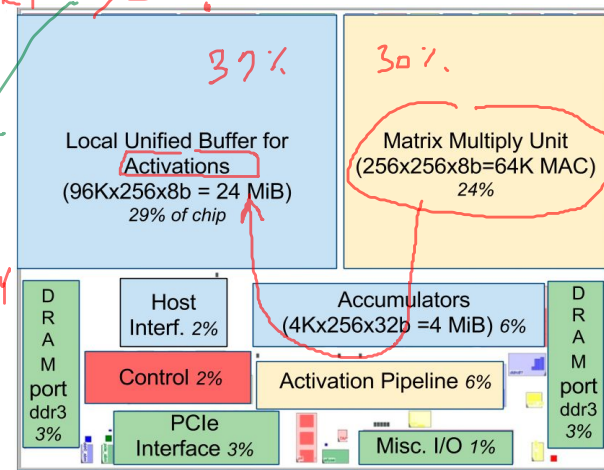 37%
30%
Local Unified Buffer for
Activations
(96Kx256x8b = 24 MiB)
29% of chip
Matrix Multiply Unit
(256x256x8b=64K MAC)
24%
D
R
A
M
port
ddr3
3%
Host
Interf. 2%
Accumulators
(4Kx256x32b =4 MiB) 6%
Control 2%
Activation Pipeline 6%
PCIe
Interface 3%
Misc. I/O 1%
D
R
A
M
port
ddr3
3%